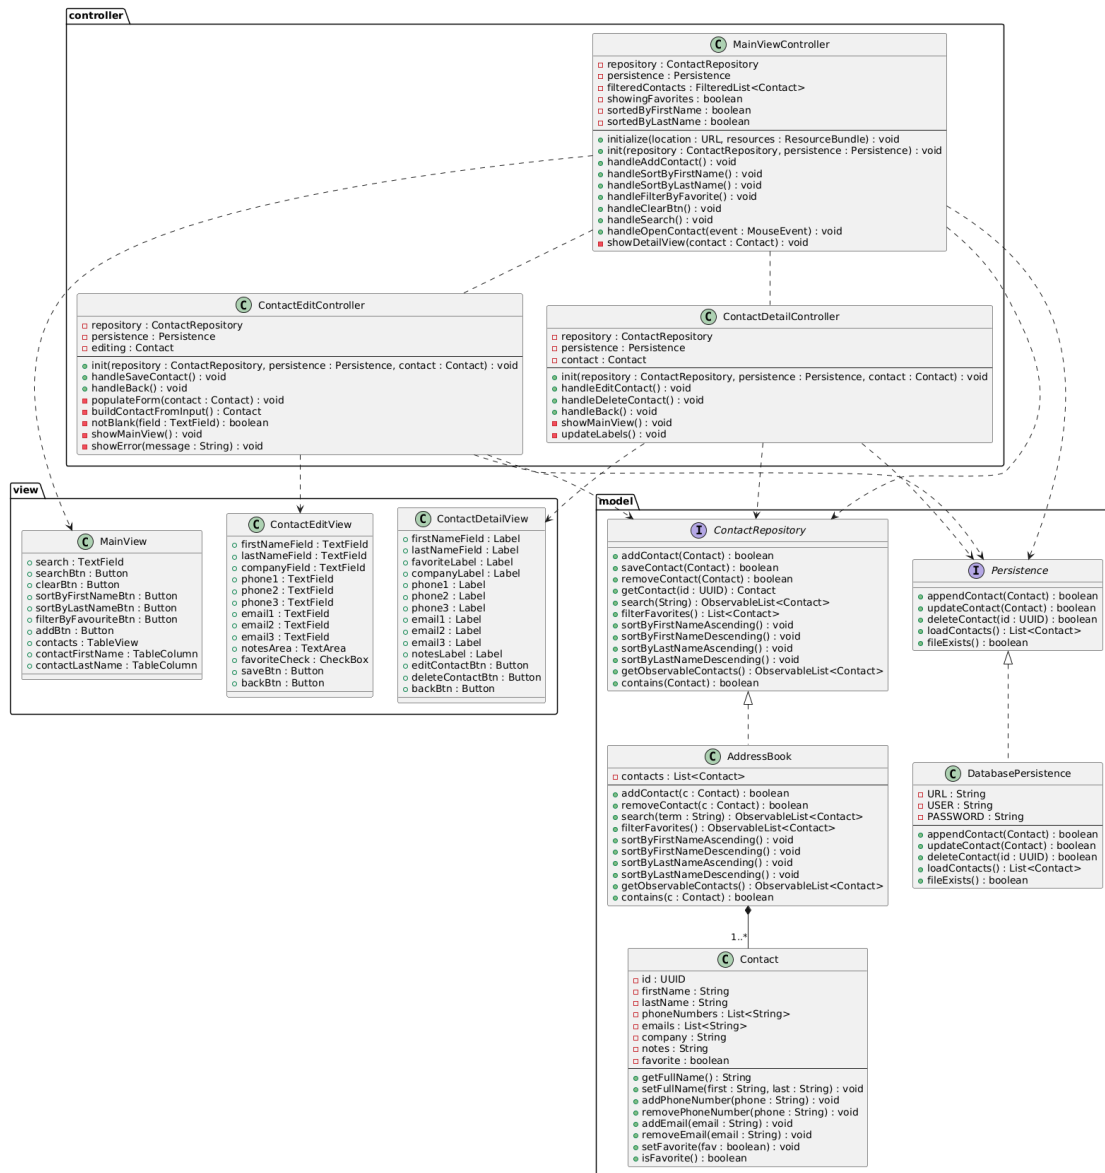 controller
C MainViewController
repository : ContactRepository
persistence : Persistence
filteredContacts : FilteredList<Contact>
showingFavorites : boolean
sortedByFirstName : boolean
sortedByLastName : boolean
initialize(location : URL, resources : ResourceBundle) : void
init(repository : ContactRepository, persistence : Persistence) : void
handleAddContact() : void
handleSortByFirstName() : void
handleSortByLastName() : void
handleFilterByFavorite() : void
handleClearBtn() : void
handleSearch() : void
handleOpenContact(event : MouseEvent) : void
showDetailView(contact : Contact) : void
C ContactEditController
repository : ContactRepository
persistence : Persistence
editing : Contact
init(repository : ContactRepository, persistence : Persistence, contact : Contact) : void
handleSaveContact() : void
handleBack() : void
populateForm(contact : Contact) : void
buildContactFromInput() : Contact
notBlank(field : TextField) : boolean
showMainView() : void
showError(message : String) : void
C ContactDetailController
repository : ContactRepository
persistence : Persistence
contact : Contact
init(repository : ContactRepository, persistence : Persistence, contact : Contact) : void
handleEditContact() : void
handleDeleteContact() : void
handleBack() : void
showMainView() : void
updateLabels() : void
view
C MainView
search : TextField
searchBtn : Button
clearBtn : Button
sortByFirstNameBtn : Button
sortByLastNameBtn : Button
filterByFavouriteBtn : Button
addBtn : Button
contacts : TableView
contactFirstName : TableColumn
contactLastName : TableColumn
C ContactEditView
firstNameField : TextField
lastNameField : TextField
companyField : TextField
phone1 : TextField
phone2 : TextField
phone3 : TextField
email1 : TextField
email2 : TextField
email3 : TextField
notesArea : TextArea
favoriteCheck : CheckBox
saveBtn : Button
backBtn : Button
C ContactDetailView
firstNameField : Label
lastNameField : Label
favoriteLabel : Label
companyLabel : Label
phone1 : Label
phone2 : Label
phone3 : Label
email1 : Label
email2 : Label
email3 : Label
notesLabel : Label
editContactBtn : Button
deleteContactBtn : Button
backBtn : Button
model
I ContactRepository
addContact(Contact) : boolean
saveContact(Contact) : boolean
removeContact(Contact) : boolean
getContact(id : UUID) : Contact
search(String) : ObservableList<Contact>
filterFavorites() : List<Contact>
sortByFirstNameAscending() : void
sortByFirstNameDescending() : void
sortByLastNameAscending() : void
sortByLastNameDescending() : void
getObservableContacts() : ObservableList<Contact>
contains(Contact) : boolean
I Persistence
appendContact(Contact) : boolean
updateContact(Contact) : boolean
deleteContact(id : UUID) : boolean
loadContacts() : List<Contact>
fileExists() : boolean
C AddressBook
contacts : List<Contact>
addContact(c : Contact) : boolean
removeContact(c : Contact) : boolean
search(term : String) : ObservableList<Contact>
filterFavorites() : ObservableList<Contact>
sortByFirstNameAscending() : void
sortByFirstNameDescending() : void
sortByLastNameAscending() : void
sortByLastNameDescending() : void
getObservableContacts() : ObservableList<Contact>
contains(c : Contact) : boolean
C DatabasePersistence
URL : String
USER : String
PASSWORD : String
appendContact(Contact) : boolean
updateContact(Contact) : boolean
deleteContact(id : UUID) : boolean
loadContacts() : List<Contact>
fileExists() : boolean
1..*
C Contact
id : UUID
firstName : String
lastName : String
phoneNumbers : List<String>
emails : List<String>
company : String
notes : String
favorite : boolean
getFullName() : String
setFullName(first : String, last : String) : void
addPhoneNumber(phone : String) : void
removePhoneNumber(phone : String) : void
addEmail(email : String) : void
removeEmail(email : String) : void
setFavorite(fav : boolean) : void
isFavorite() : boolean